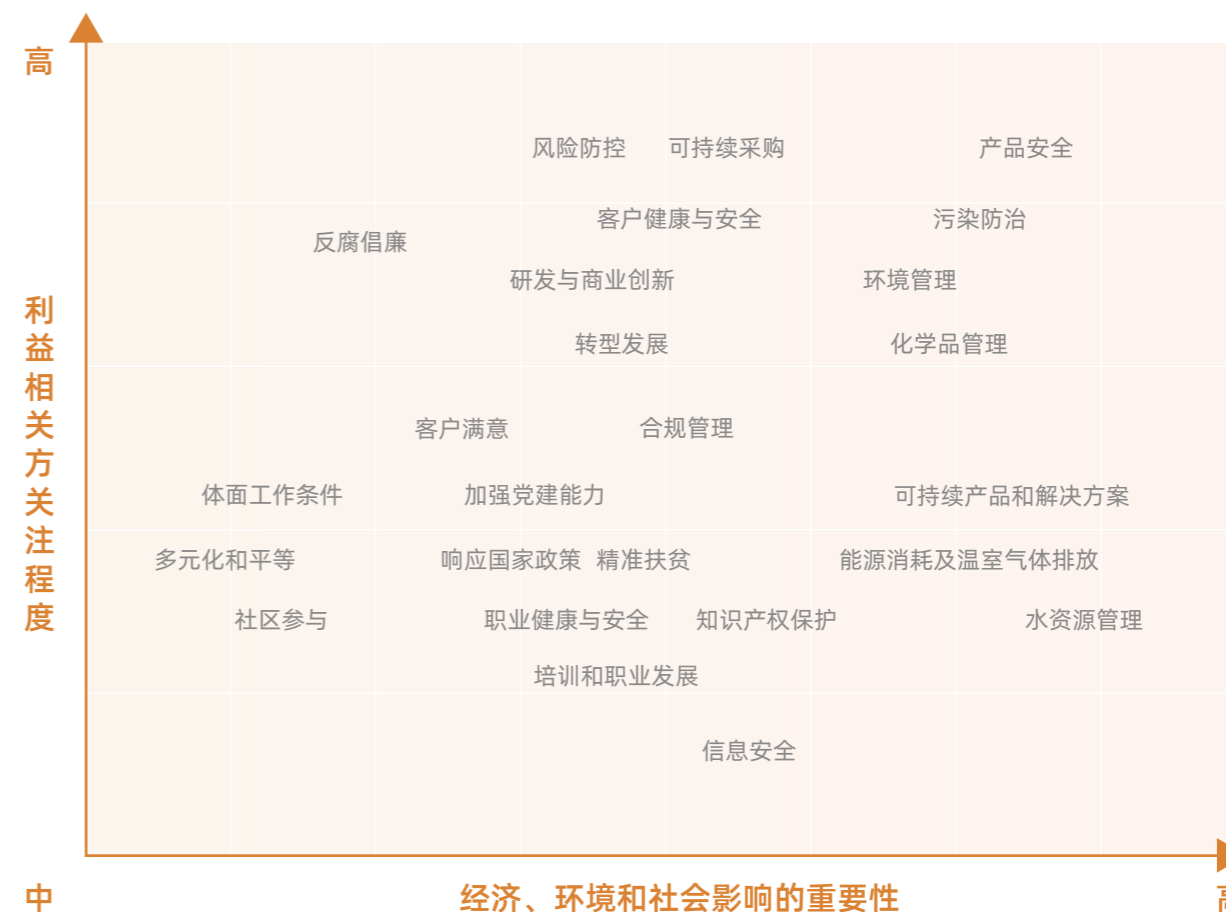 高
风险防控 可持续采购 产品安全
客户健康与安全 污染防治
反腐倡廉
研发与商业创新 环境管理
转型发展 化学品管理
利益相关方关注程度
客户满意 合规管理
体面工作条件 加强党建能力 可持续产品和解决方案
多元化和平等 响应国家政策 精准扶贫 能源消耗及温室气体排放
社区参与 职业健康与安全 知识产权保护 水资源管理
培训和职业发展
信息安全
中 经济、环境和社会影响的重要性 高